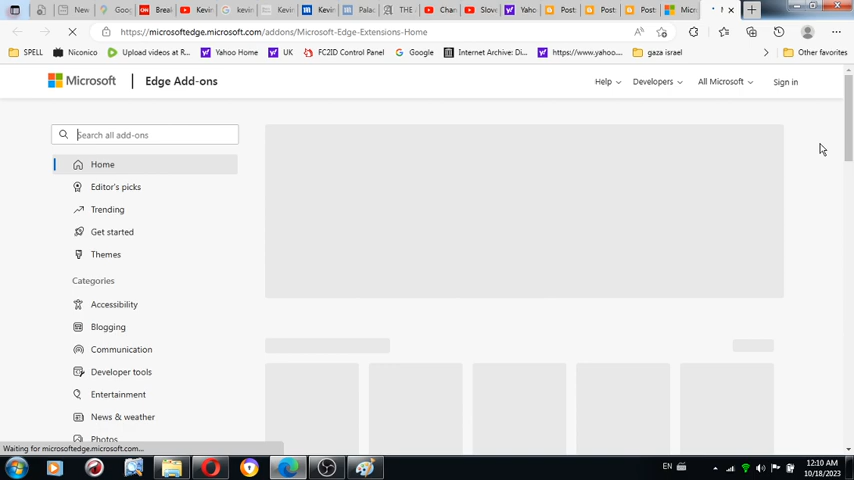 New
Goo
Brea
Kevin
kevin
Kevin
Kevin
Palac
THE
Char
Slov
Yaho
Post
Post
Post
Micr
https://microsoftedge.microsoft.com/addons/Microsoft-Edge-Extensions-Home
SPELL
Niconico
Upload videos at R...
Yahoo Home
UK
FC2ID Control Panel
Google
Internet Archive: Di...
https://www.yahoo....
gaza israel
Other favorites
Microsoft
Edge Add-ons
Help
Developers
All Microsoft
Sign in
Search all add-ons
Home
Editor's picks
Trending
Get started
Themes
Categories
Accessibility
Blogging
Communication
Developer tools
Entertainment
News & weather
Photos
Waiting for microsoftedge.microsoft.com...
EN
12:10 AM
10/18/2023